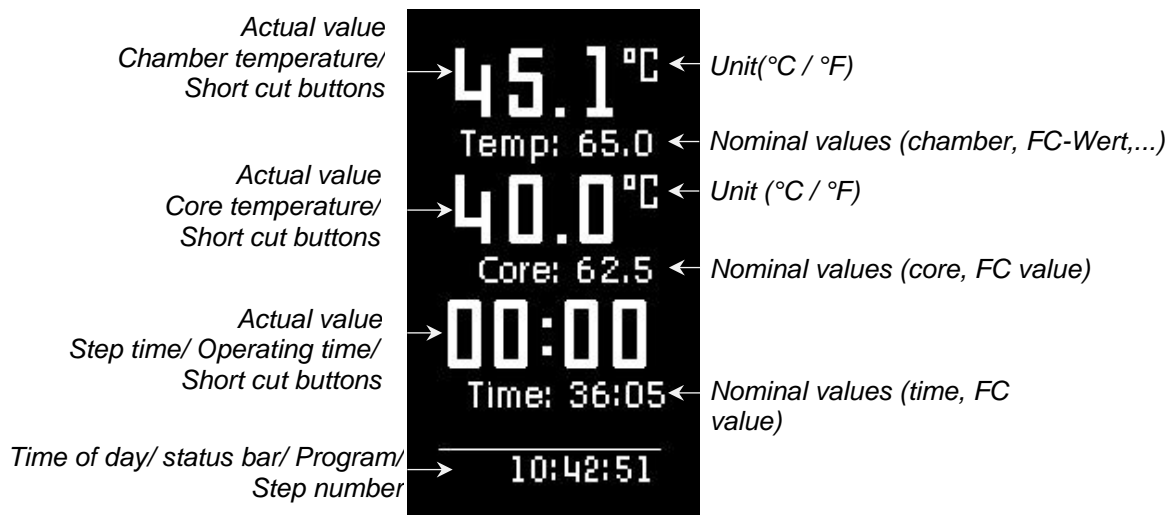 Actual value
Chamber temperature/
Short cut buttons
45.1°C
Unit(°C / °F)
Temp: 65.0
Nominal values (chamber, FC-Wert,...)
Actual value
Core temperature/
Short cut buttons
40.0°C
Unit (°C / °F)
Core: 62.5
Nominal values (core, FC value)
Actual value
Step time/ Operating time/
Short cut buttons
00:00
Time: 36:05
Nominal values (time, FC
value)
Time of day/ status bar/ Program/
Step number
10:42:51